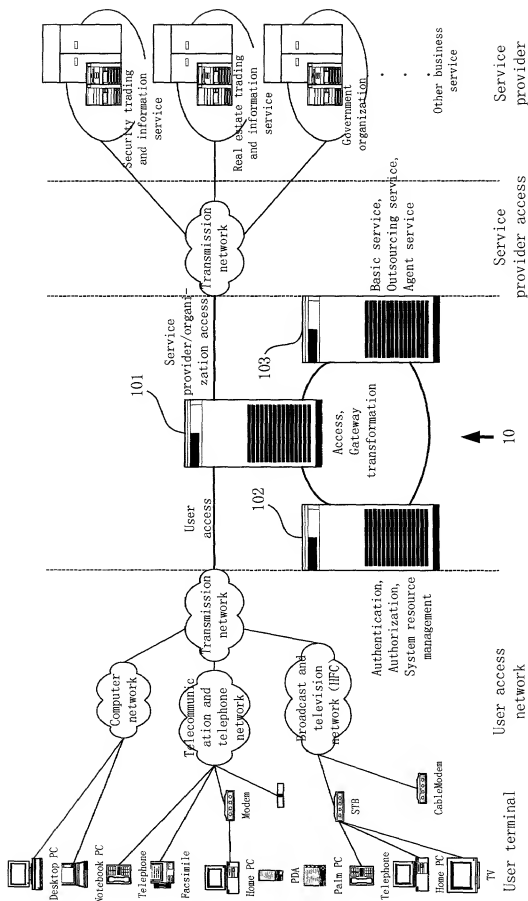 Desktop PC
Notebook PC
Telephone
Facsimile
Home PC
PDA
Palm PC
Telephone
Home PC
TV
User terminal
Modem
STB
CableModem
Computer
network
Telecommunic
ation and
telephone
network
Broadcast and
television
network (HFC)
Transmission
network
Authentication,
Authorization,
System resource
management
User access
network
User
access
102
101
Access,
Gateway
transformation
10
Service
provider/organi-
zation access
103
Transmission
network
Basic service,
Outsourcing service,
Agent service
Service
provider access
Security trading
and information
service
Real estate trading
and information
service
Government
organization
Other business
service
Service
provider